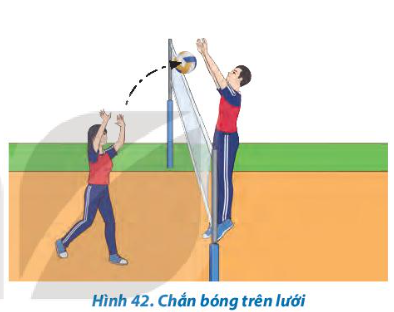 Hình 42. Chắn bóng trên lưới